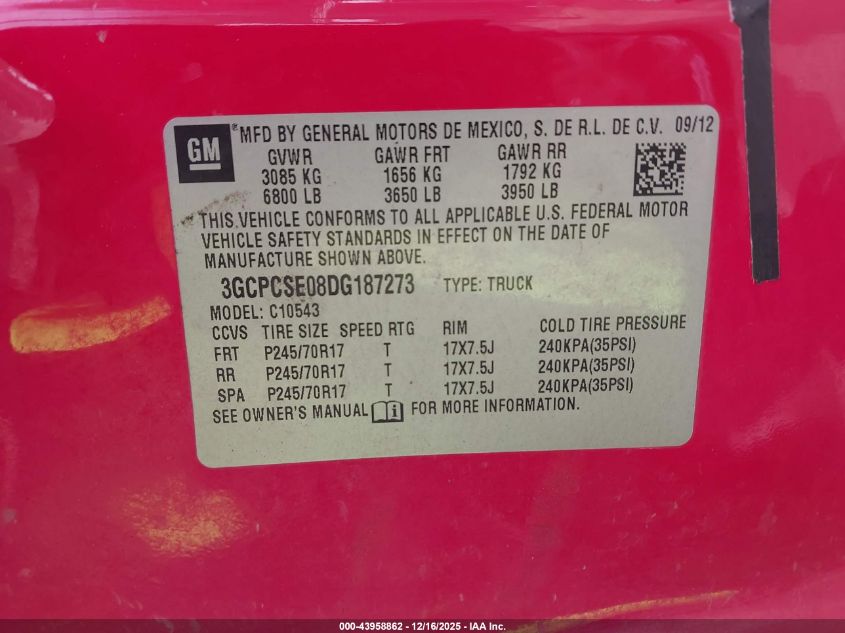 GM ®MFD BY GENERAL MOTORS DE MEXICO, S. DE R.L. DE C.V. 09/12
GVWR GAWR FRT GAWR RR
3085 KG 1656 KG 1792 KG
6800 LB 3650 LB 3950 LB
THIS VEHICLE CONFORMS TO ALL APPLICABLE U.S. FEDERAL MOTOR
VEHICLE SAFETY STANDARDS IN EFFECT ON THE DATE OF
MANUFACTURE SHOWN ABOVE.
3GCPCSE08DG187273 TYPE: TRUCK
MODEL: C10543
CCVS TIRE SIZE SPEED RTG RIM COLD TIRE PRESSURE
FRT P245/70R17 T 17X7.5J 240KPA(35PSI)
RR P245/70R17 T 17X7.5J 240KPA(35PSI)
SPA P245/70R17 T 17X7.5J 240KPA(35PSI)
SEE OWNER'S MANUAL FOR MORE INFORMATION.
000-43958862 - 12/16/2025 - IAA Inc.